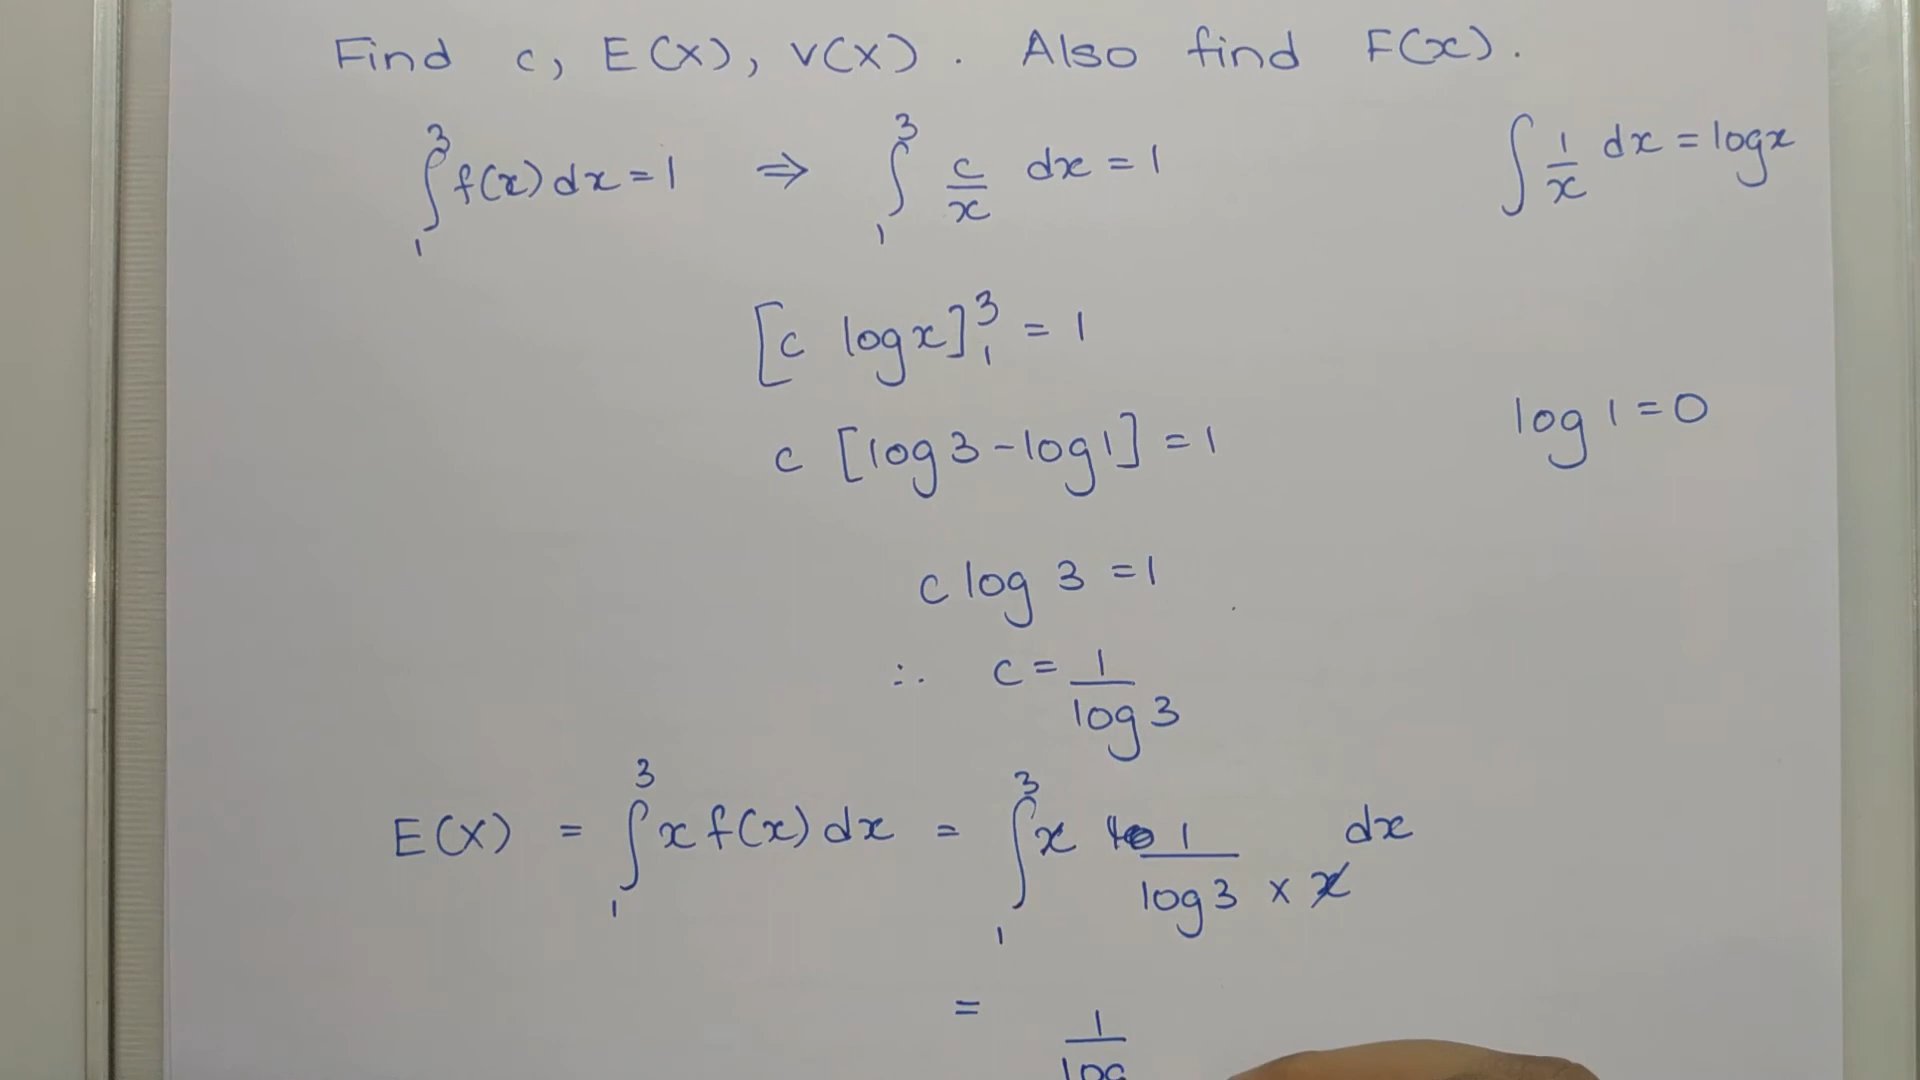 Find c, E(X), V(X). Also find F(x).
∫₁³ f(x) dx = 1 ⇒ ∫₁³ c/x dx = 1
∫ 1/x dx = log x
[c log x]₁³ = 1
c [log 3 - log 1] = 1
log 1 = 0
c log 3 = 1
∴ c = 1/log 3
E(X) = ∫₁³ x f(x) dx = ∫₁³ x 1/(log 3 × x) dx
= 1/log